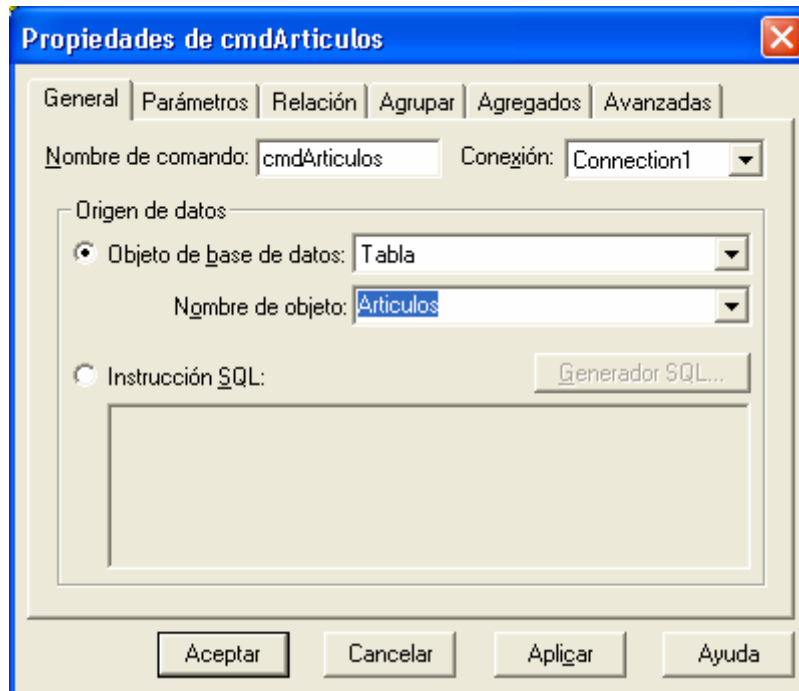 Propiedades de cmdArticulos
General Parámetros Relación Agrupar Agregados Avanzadas
Nombre de comando: cmdArticulos Conexión: Connection1
Origen de datos
Objeto de base de datos: Tabla
Nombre de objeto: Articulos
Instrucción SQL: Generador SQL...
Aceptar Cancelar Aplicar Ayuda